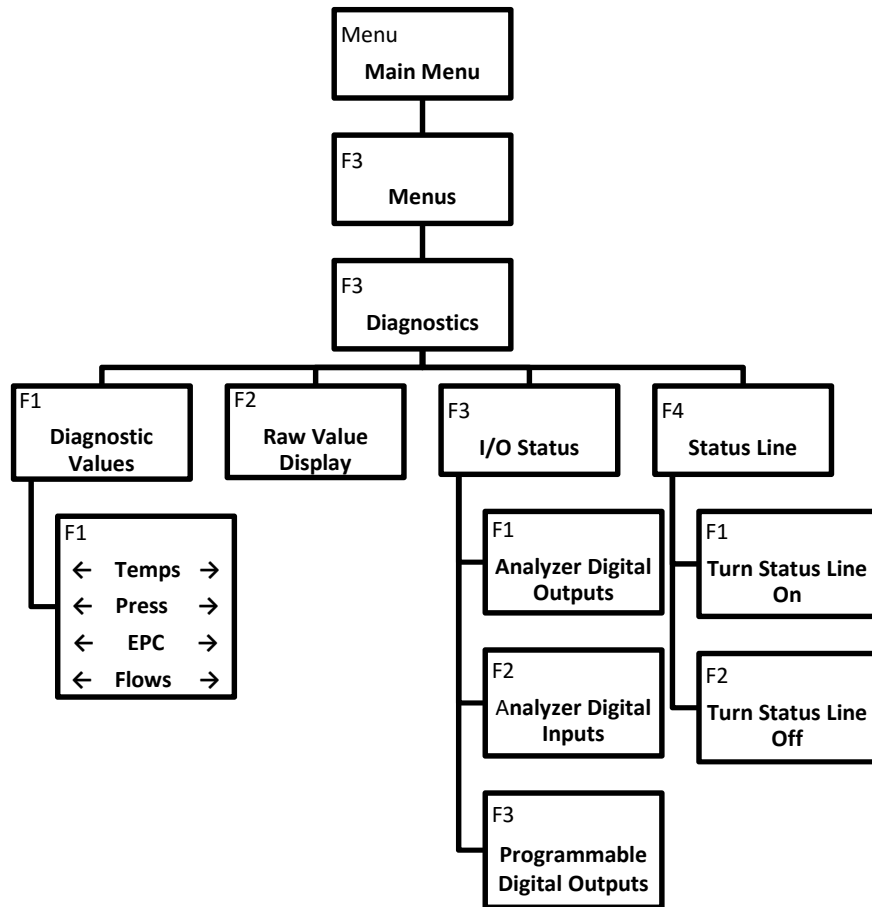 Menu
Main Menu
F3
Menus
F3
Diagnostics
F1
Diagnostic
Values
F2
Raw Value
Display
F3
I/O Status
F4
Status Line
F1
← Temps →
← Press →
← EPC →
← Flows →
F1
Analyzer Digital
Outputs
F2
Analyzer Digital
Inputs
F3
Programmable
Digital Outputs
F1
Turn Status Line
On
F2
Turn Status Line
Off